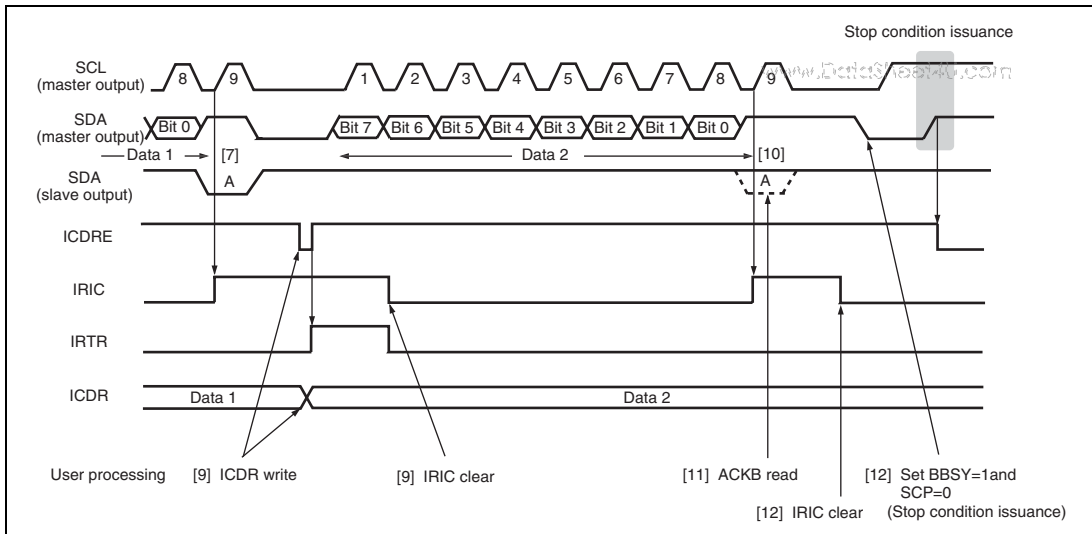 Stop condition issuance
SCL
(master output)
8 9 1 2 3 4 5 6 7 8 9
www.DataSheet4U.com
SDA
(master output)
Bit 0 Bit 7 Bit 6 Bit 5 Bit 4 Bit 3 Bit 2 Bit 1 Bit 0
Data 1 [7] Data 2 [10]
SDA
(slave output)
A A
ICDRE
IRIC
IRTR
ICDR
Data 1 Data 2
User processing [9] ICDR write [9] IRIC clear [11] ACKB read [12] Set BBSY=1and
SCP=0
[12] IRIC clear (Stop condition issuance)